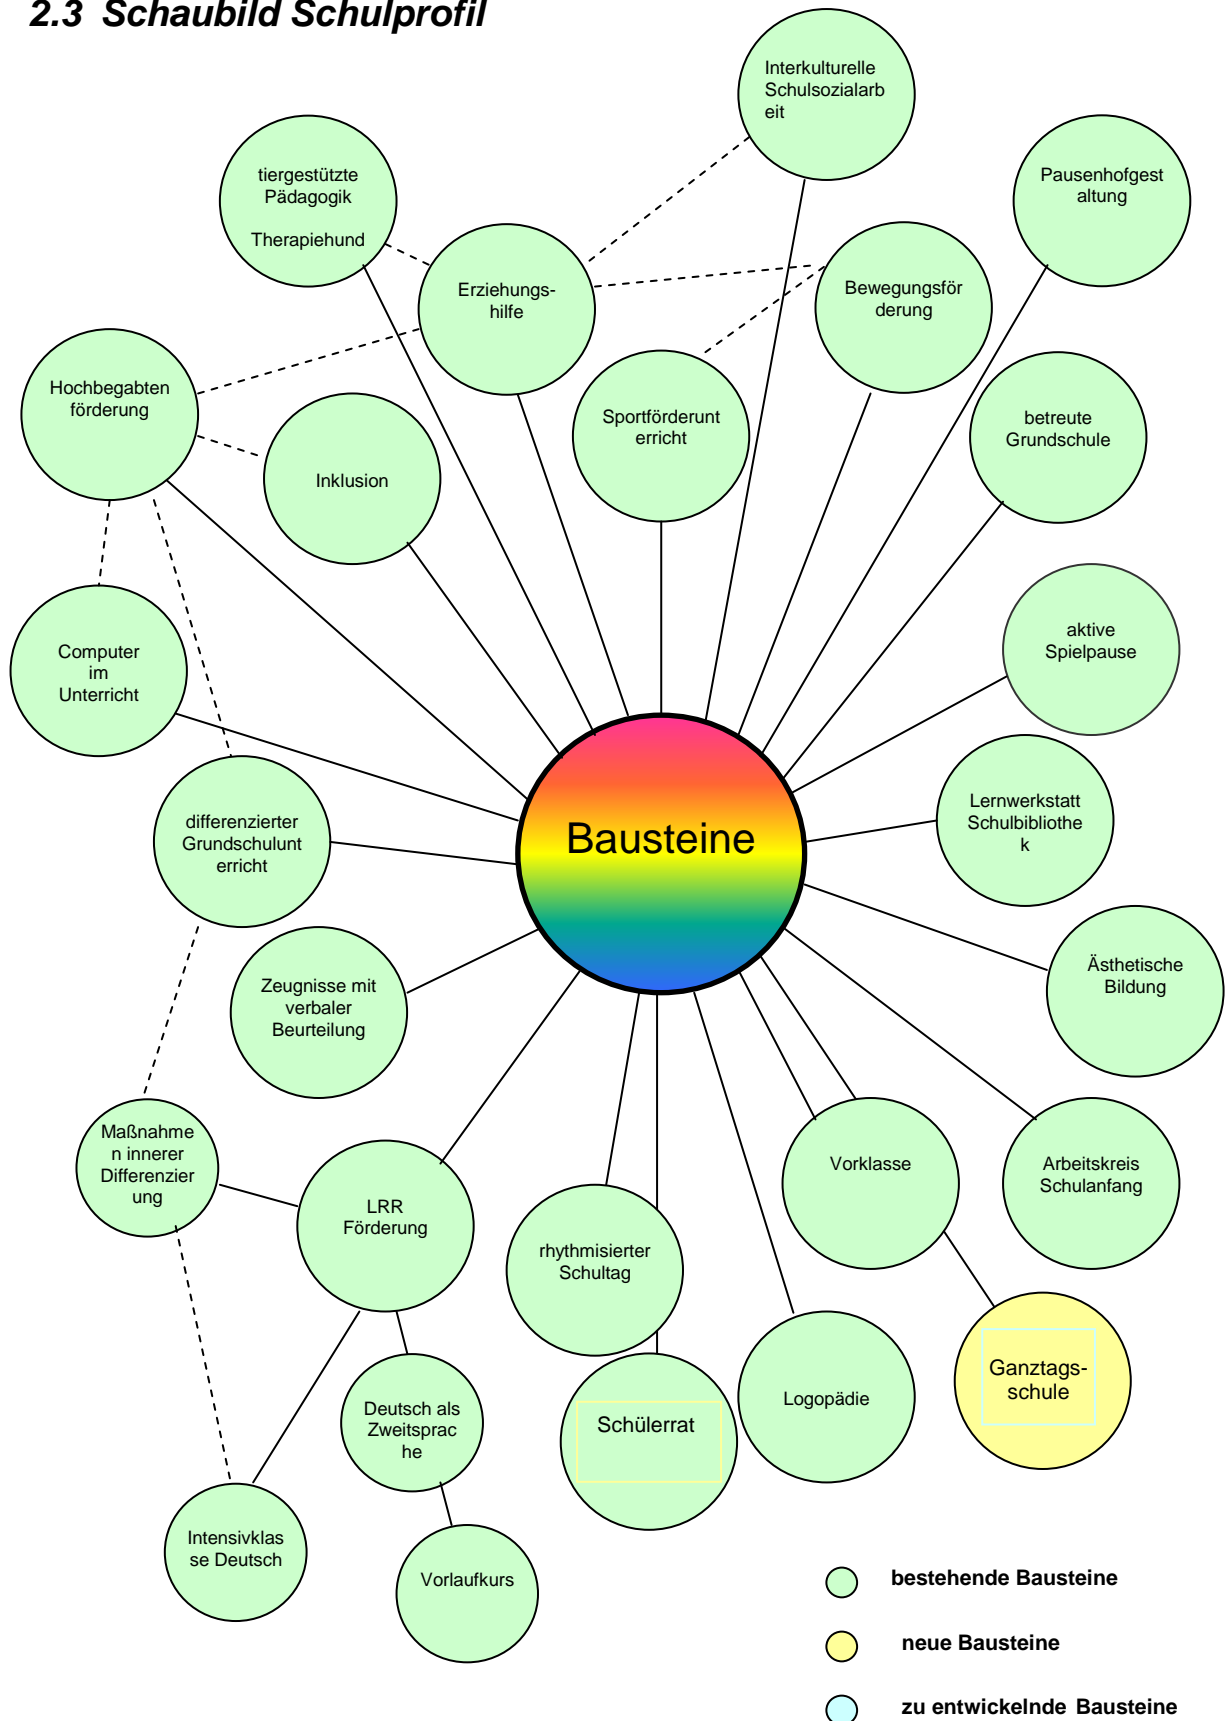 2.3 Schaubild Schulprofil
Interkulturelle
Schulsozialarb
eit
tiergestützte
Pädagogik
Therapiehund
Pausenhofgest
altung
Erziehungs-
hilfe
Bewegungsför
derung
Hochbegabten
förderung
Sportförderunt
erricht
betreute
Grundschule
Inklusion
Computer
im
Unterricht
aktive
Spielpause
differenzierter
Grundschulunt
erricht
Bausteine
Lernwerkstatt
Schulbibliothe
k
Zeugnisse mit
verbaler
Beurteilung
Ästhetische
Bildung
Maßnahme
n innerer
Differenzier
ung
LRR
Förderung
Vorklasse
Arbeitskreis
Schulanfang
rhythmisierter
Schultag
Deutsch als
Zweitsprac
he
Schülerrat
Logopädie
Ganztags-
schule
Intensivklas
se Deutsch
Vorlaufkurs
bestehende Bausteine
neue Bausteine
zu entwickelnde Bausteine